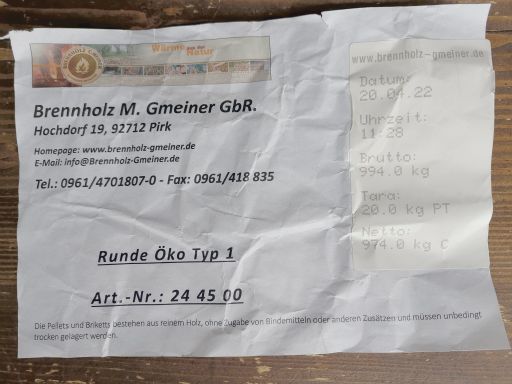 BRENNHOLZ GMEINER
Wärme aus der
Natur
Brennholz M. Gmeiner GbR.
Hochdorf 19, 92712 Pirk
Homepage: www.brennholz-gmeiner.de
E-Mail: info@Brennholz-Gmeiner.de
Tel.: 0961/4701807-0 - Fax: 0961/418 835
Runde Öko Typ 1
Art.-Nr.: 24 45 00
Die Pellets und Briketts bestehen aus reinem Holz, ohne Zugabe von Bindemitteln oder anderen Zusätzen und müssen unbedingt
trocken gelagert werden.
www.brennholz-gmeiner.de
Datum:
20.04.22
Uhrzeit:
11:28
Brutto:
994.0 kg
Tara:
20.0 kg PT
Netto:
974.0 kg C